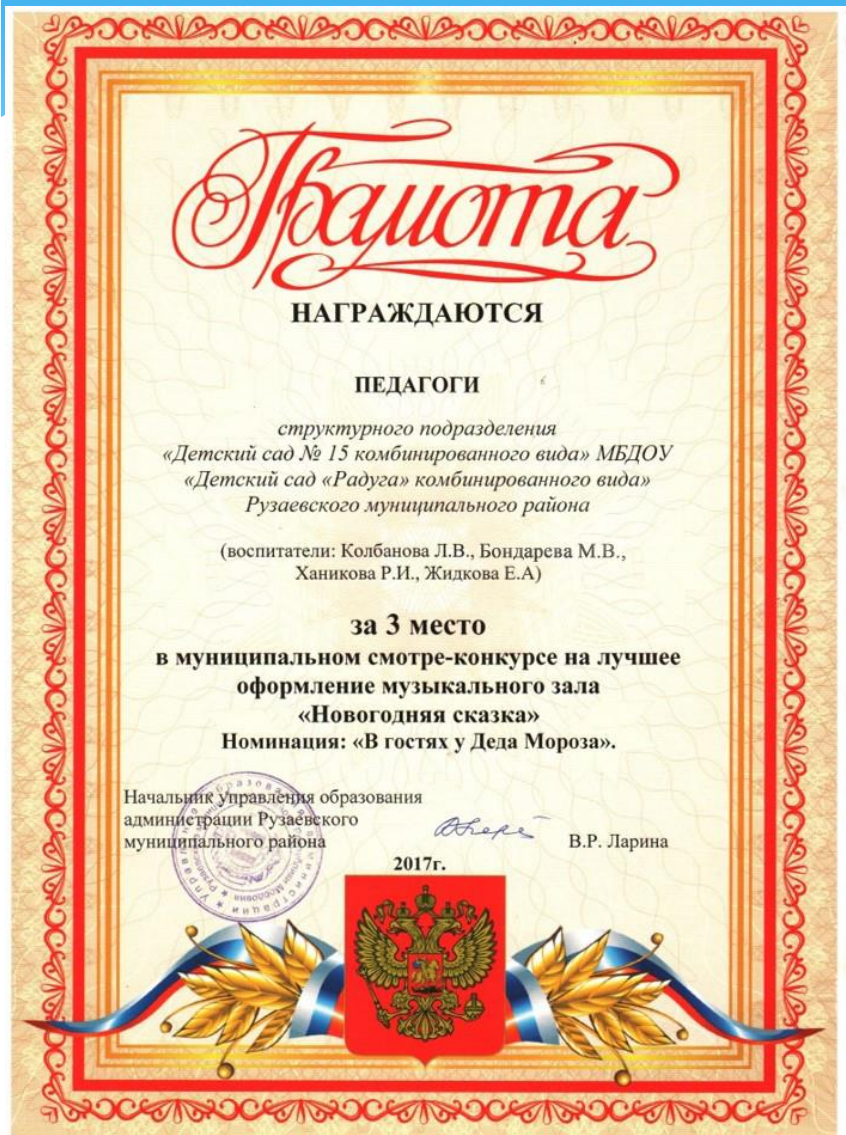 Грамота
НАГРАЖДАЮТСЯ
ПЕДАГОГИ
структурного подразделения
«Детский сад № 15 комбинированного вида» МБДОУ
«Детский сад «Радуга» комбинированного вида»
Рузаевского муниципального района
(воспитатели: Колбанова Л.В., Бондарева М.В.,
Ханикова Р.И., Жидкова Е.А)
за 3 место
в муниципальном смотре-конкурсе на лучшее
оформление музыкального зала
«Новогодняя сказка»
Номинация: «В гостях у Деда Мороза».
Начальник управления образования
администрации Рузаевского
муниципального района
В.Р. Ларина
2017г.